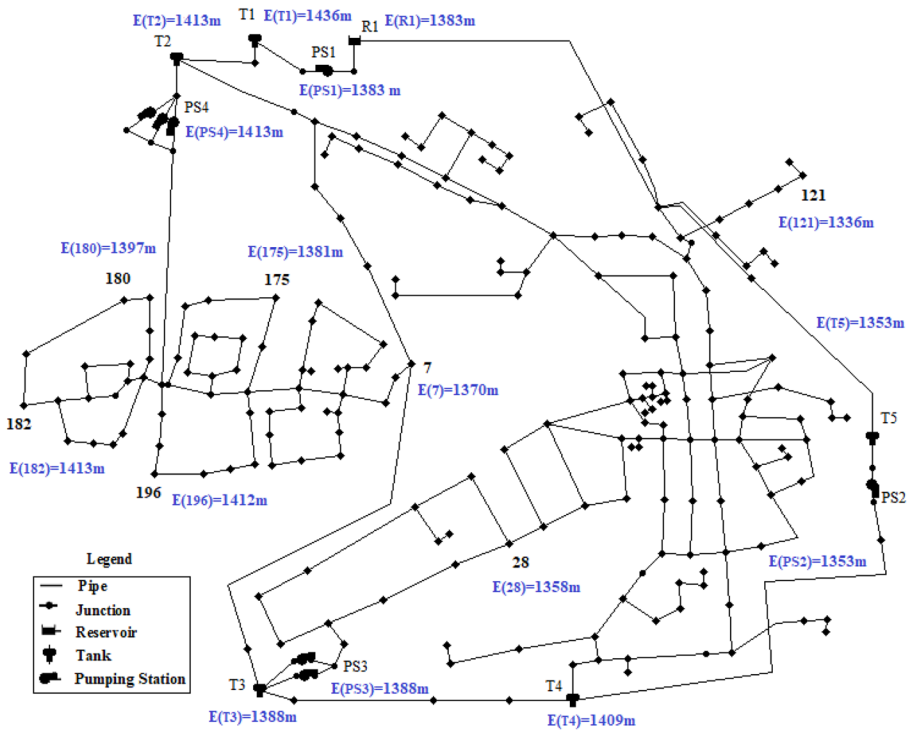 E(T2)=1413m
T1
E(T1)=1436m
R1
E(R1)=1383m
T2
PS1
E(PS1)=1383 m
PS4
E(PS4)=1413m
121
E(121)=1336m
E(180)=1397m
E(175)=1381m
180
175
E(T5)=1353m
7
E(7)=1370m
182
T5
E(182)=1413m
196
E(196)=1412m
PS2
28
E(28)=1358m
E(PS2)=1353m
Legend
Pipe
Junction
Reservoir
Tank
Pumping Station
PS3
T3
E(PS3)=1388m
T4
E(T3)=1388m
E(T4)=1409m